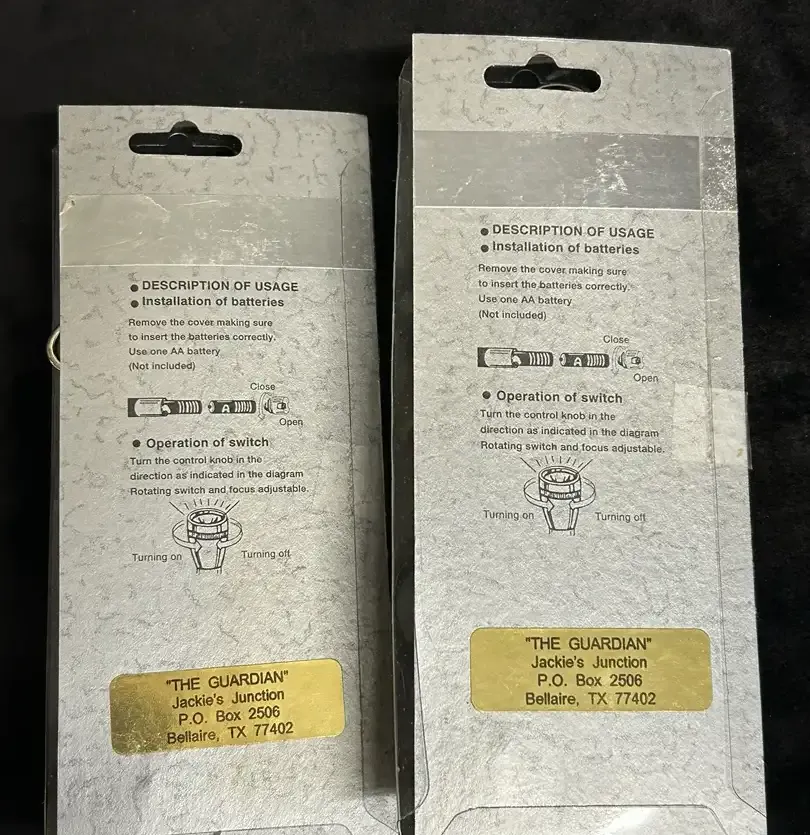 ● DESCRIPTION OF USAGE
● Installation of batteries
Remove the cover making sure
to insert the batteries correctly.
Use one AA battery
(Not included)
Close
A
Open
● Operation of switch
Turn the control knob in the
direction as indicated in the diagram
Rotating switch and focus adjustable.
Turning on
Turning off
"THE GUARDIAN"
Jackie's Junction
P.O. Box 2506
Bellaire, TX 77402
● DESCRIPTION OF USAGE
● Installation of batteries
Remove the cover making sure
to insert the batteries correctly.
Use one AA battery
(Not included)
Close
A
Open
● Operation of switch
Turn the control knob in the
direction as indicated in the diagram
Rotating switch and focus adjustable.
Turning on
Turning off
"THE GUARDIAN"
Jackie's Junction
P.O. Box 2506
Bellaire, TX 77402